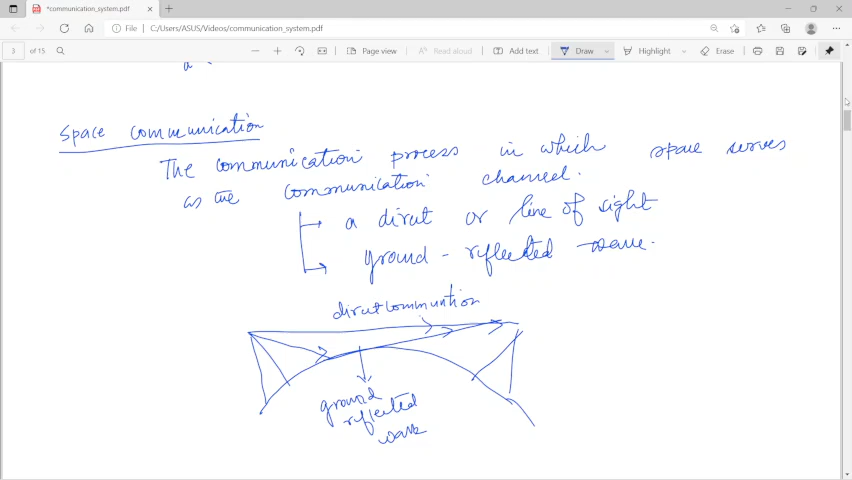 *communication_system.pdf
File C:/Users/ASUS/Videos/communication_system.pdf
3 of 15 Page view Read aloud Add text Draw Highlight Erase
a
Space communication
The communication process in which space serves
as the communication channel.
a direct or line of sight
ground - reflected wave.
direct communtion
ground
reflected
wave